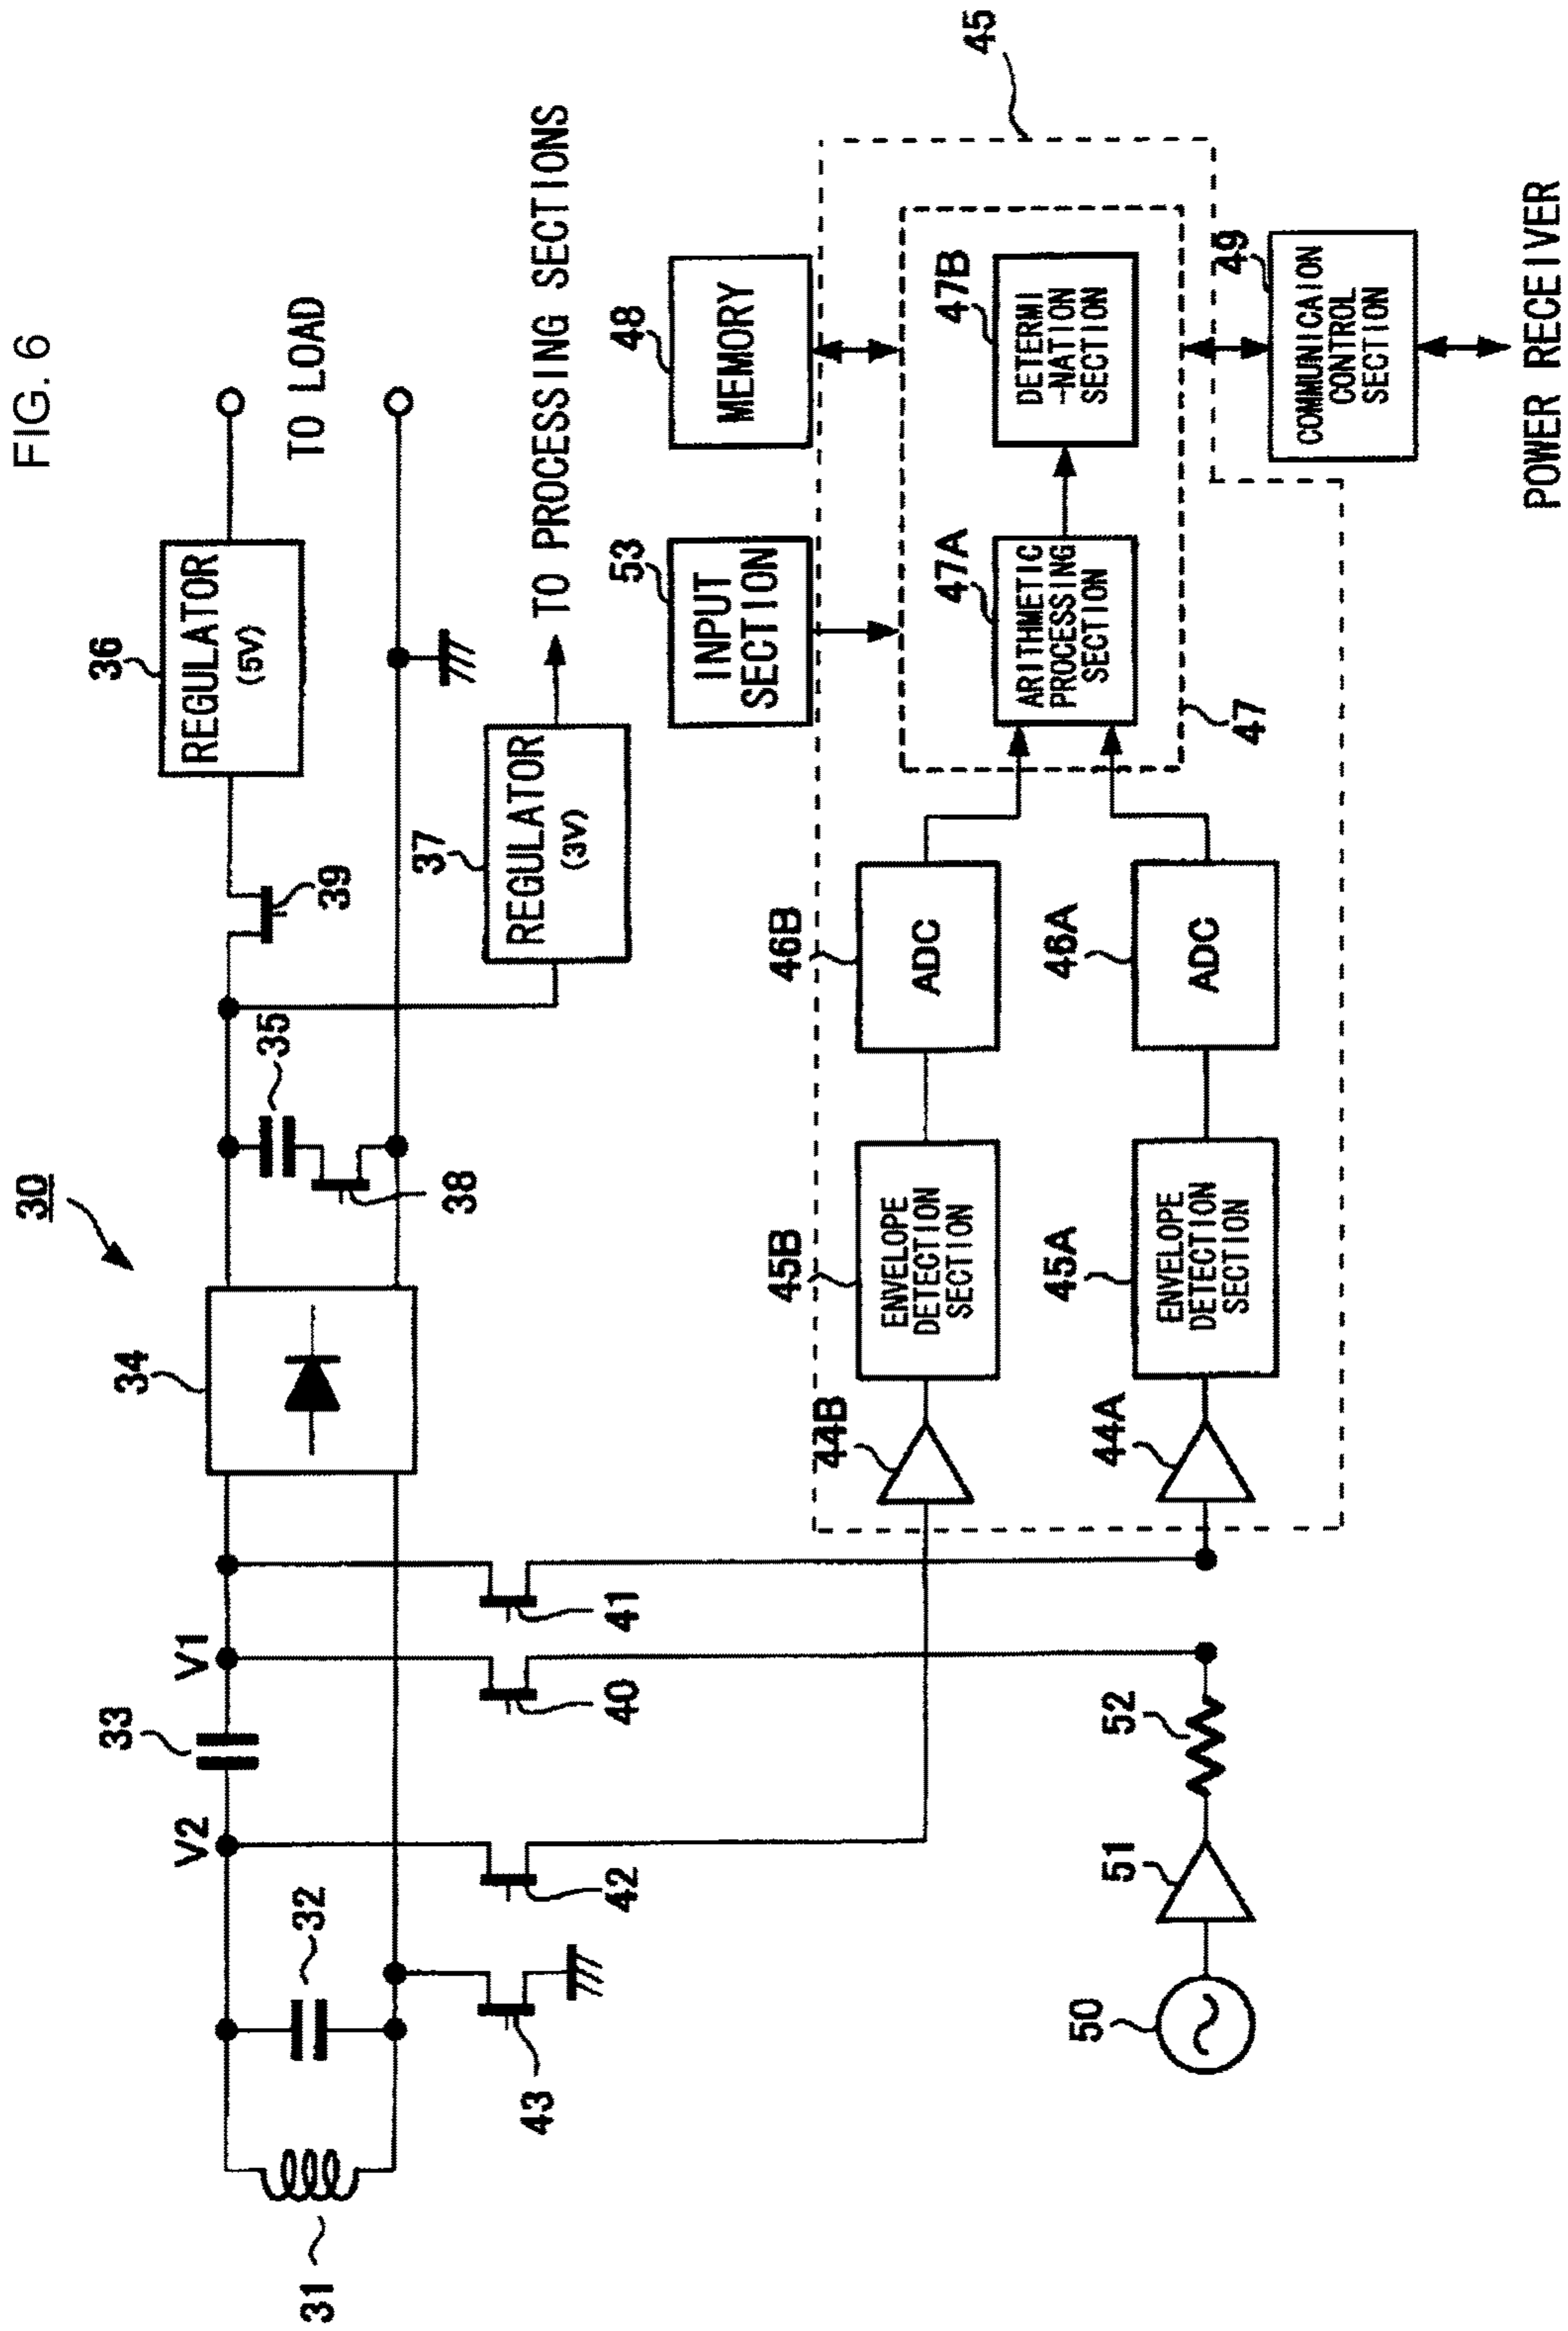 FIG. 6
30
36
REGULATOR
(5V)
TO LOAD
34
35
39
38
37
REGULATOR
(3V)
TO PROCESSING SECTIONS
33
V2
V1
32
31
43
42
40
41
53
INPUT
SECTION
48
MEMORY
45
44B
45B
ENVELOPE
DETECTION
SECTION
46B
ADC
47A
ARITHMETIC
PROCESSING
SECTION
47B
DETERMI
-NATION
SECTION
47
44A
45A
ENVELOPE
DETECTION
SECTION
46A
ADC
49
COMMUNICAION
CONTROL
SECTION
POWER RECEIVER
50
51
52